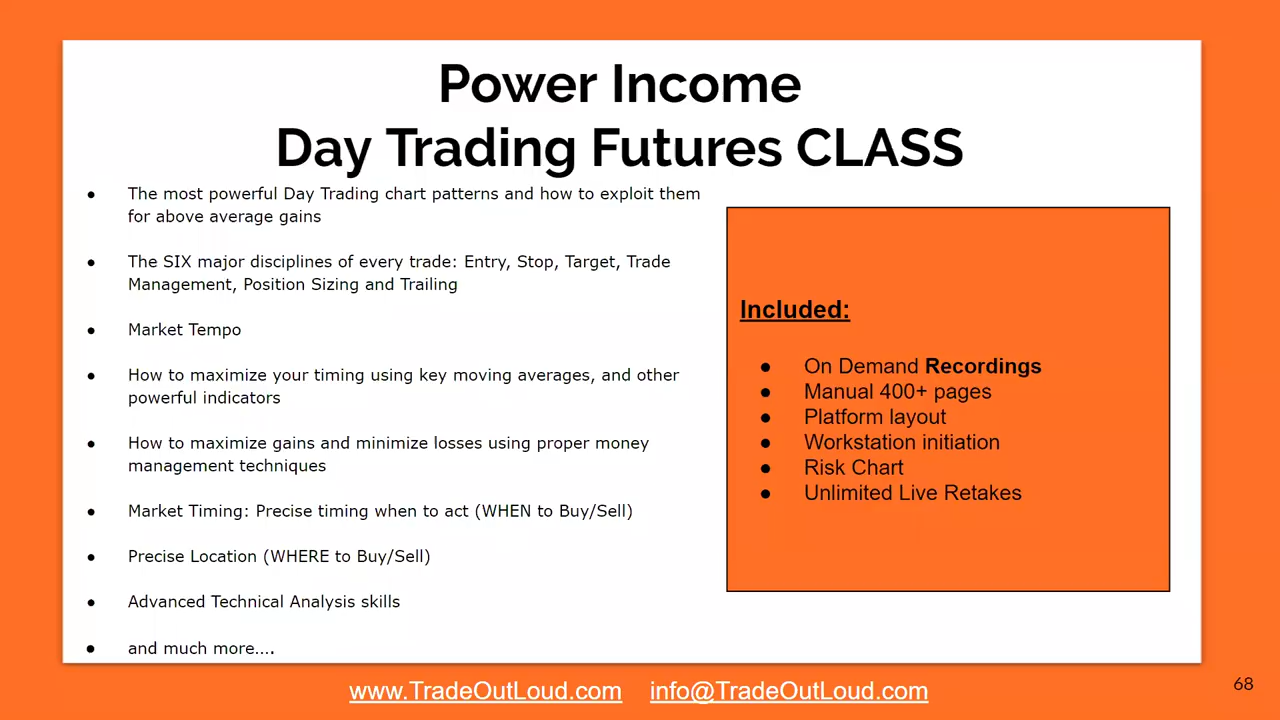 Power Income
Day Trading Futures CLASS
● The most powerful Day Trading chart patterns and how to exploit them
for above average gains
● The SIX major disciplines of every trade: Entry, Stop, Target, Trade
Management, Position Sizing and Trailing
● Market Tempo
● How to maximize your timing using key moving averages, and other
powerful indicators
● How to maximize gains and minimize losses using proper money
management techniques
● Market Timing: Precise timing when to act (WHEN to Buy/Sell)
● Precise Location (WHERE to Buy/Sell)
● Advanced Technical Analysis skills
● and much more....
Included:
● On Demand Recordings
● Manual 400+ pages
● Platform layout
● Workstation initiation
● Risk Chart
● Unlimited Live Retakes
www.TradeOutLoud.com info@TradeOutLoud.com
68